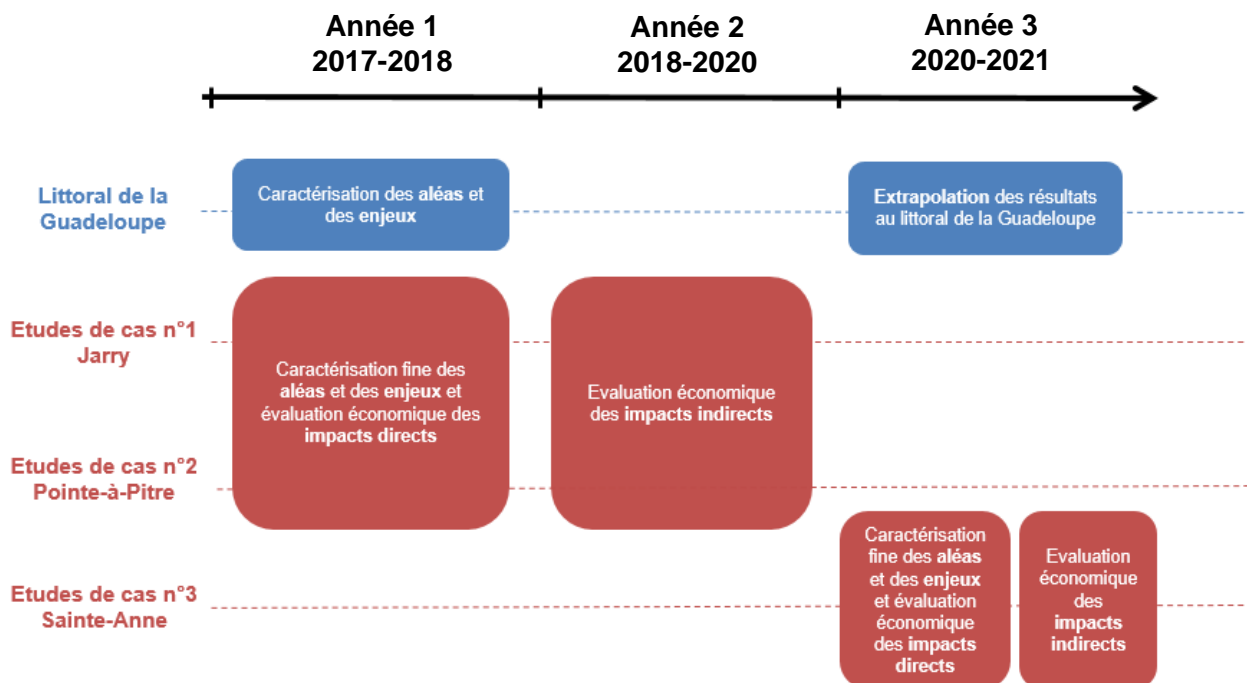 Année 1
2017-2018
Année 2
2018-2020
Année 3
2020-2021
Littoral de la
Guadeloupe
Caractérisation des aléas et
des enjeux
Extrapolation des résultats
au littoral de la Guadeloupe
Etudes de cas n°1
Jarry
Caractérisation fine des
aléas et des enjeux et
évaluation économique des
impacts directs
Evaluation économique
des impacts indirects
Etudes de cas n°2
Pointe-à-Pitre
Etudes de cas n°3
Sainte-Anne
Caractérisation
fine des aléas
et des enjeux
et évaluation
économique
des impacts
directs
Evaluation
économique
des
impacts
indirects